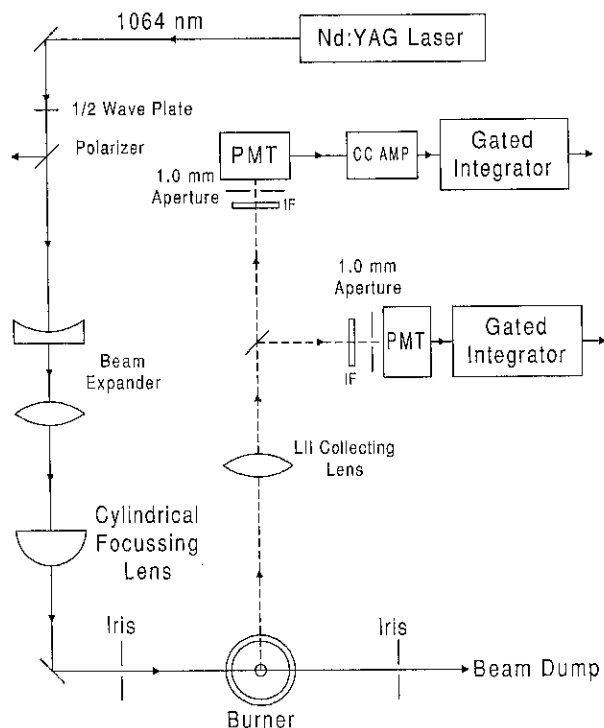 1064 nm
Nd:YAG Laser
1/2 Wave Plate
Polarizer
PMT
CC AMP
Gated
Integrator
1.0 mm
Aperture
IF
1.0 mm
Aperture
PMT
Gated
Integrator
IF
Beam
Expander
LII Collecting
Lens
Cylindrical
Focussing
Lens
Iris
Iris
Beam Dump
Burner